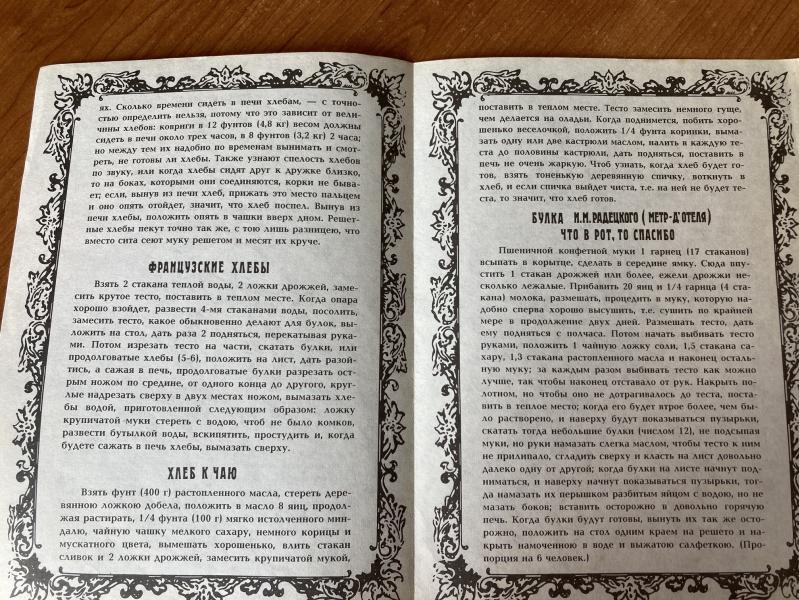 ях. Сколько времени сидеть в печи хлебам, — с точно-
стью определить нельзя, потому что это зависит от вели-
чины хлебов: ковриги в 12 фунтов (4,8 кг) весом должны
сидеть в печи около трех часов, в 8 фунтов (3,2 кг) 2 часа;
но между тем их надобно по временам вынимать и смот-
реть, не готовы ли хлебы. Также узнают спелость хлебов
по звуку, или когда хлебы сидят друг к дружке близко,
то на боках, которыми они соединяются, корки не быва-
ет; если, вынув из печи хлеб, прижать это место пальцем
и оно опять отойдет, значит, что хлеб поспел. Вынув из
печи хлебы, положить опять в чашки вверх дном. Решет-
ные хлебы пекут точно так же, с тою лишь разницею, что
вместо сита сеют муку решетом и месят их круче.
ФРАНЦУЗСКИЕ ХЛЕБЫ
Взять 2 стакана теплой воды, 2 ложки дрожжей, заме-
сить крутое тесто, поставить в теплом месте. Когда опара
хорошо взойдет, развести 4-мя стаканами воды, посолить,
замесить тесто, какое обыкновенно делают для булок, вы-
ложить на стол, дать раза 2 подняться, перекатывая рука-
ми. Потом изрезать тесто на части, скатать булки, или
продолговатые хлебы (5-6), положить на лист, дать разой-
тись, а сажая в печь, продолговатые булки разрезать ост-
рым ножом по средине, от одного конца до другого, круг-
лые надрезать сверху в двух местах ножом, вымазать хле-
бы водой, приготовленной следующим образом: ложку
крупичатой муки стереть с водою, чтоб не было комков,
развести бутылкой воды, вскипятить, простудить и, когда
будете сажать в печь хлебы, вымазать сверху.
ХЛЕБ К ЧАЮ
Взять фунт (400 г) растопленного масла, стереть дере-
вянною ложкою добела, положить в масло 8 яиц, продол-
жая растирать, 1/4 фунта (100 г) мягко истолченного мин-
далю, чайную чашку мелкого сахару, немного корицы и
мускатного цвета, вымешать хорошенько, влить стакан
сливок и 2 ложки дрожжей, замесить крупичатой мукой,
поставить в теплом месте. Тесто замесить немного гуще,
чем делается на оладьи. Когда поднимется, побить хоро-
шенько веселочкой, положить 1/4 фунта коринки, выма-
зать одну или две кастрюли маслом, налить в каждую те-
ста до половины кастрюли, дать подняться, поставить в
печь не очень жаркую. Чтоб узнать, когда хлеб будет го-
тов, взять тоненькую деревянную спичку, воткнуть в
хлеб, и если спичка выйдет чиста, т.е. на ней не будет те-
ста, то значит, что хлеб готов.
БУЛКА И.М.РАДЕЦКОГО ( МЕТР-Д'ОТЕЛЯ)
ЧТО В РОТ, ТО СПАСИБО
Пшеничной конфетной муки 1 гарнец (17 стаканов)
всыпать в корытце, сделать в середине ямку. Сюда впу-
стить 1 стакан дрожжей или более, ежели дрожжи не-
сколько лежалые. Прибавить 20 яиц и 1/4 гарнца (4 ста-
кана) молока, размешать, процедить в муку, которую на-
добно сперва хорошо высушить, т.е. сушить по крайней
мере в продолжение двух дней. Размешать тесто, дать
ему подняться с полчаса. Потом начать выбивать тесто
руками, положить 1 чайную ложку соли, 1,5 стакана са-
хару, 1,3 стакана растопленного масла и наконец осталь-
ную муку; за каждым разом выбивать тесто как можно
лучше, так чтобы наконец отставало от рук. Накрыть по-
лотном, но чтобы оно не дотрагивалось до теста, поста-
вить в теплое место; когда его будет втрое более, чем бы-
ло растворено, и наверху будут показываться пузырьки,
скатать тогда небольшие булки (числом 12), не подсыпая
муки, но руки намазать слегка маслом, чтобы тесто к ним
не прилипало, сгладить сверху и класть на лист довольно
далеко одну от другой; когда булки на листе начнут под-
ниматься, и наверху начнут показываться пузырьки, тог-
да намазать их перышком разбитым яйцом с водою, но не
мазать боков; вставить осторожно в довольно горячую
печь. Когда булки будут готовы, вынуть их так же осто-
рожно, положить на стол одним краем на решето и на-
крыть намоченною в воде и выжатою салфеткою. (Про-
порция на 6 человек.)